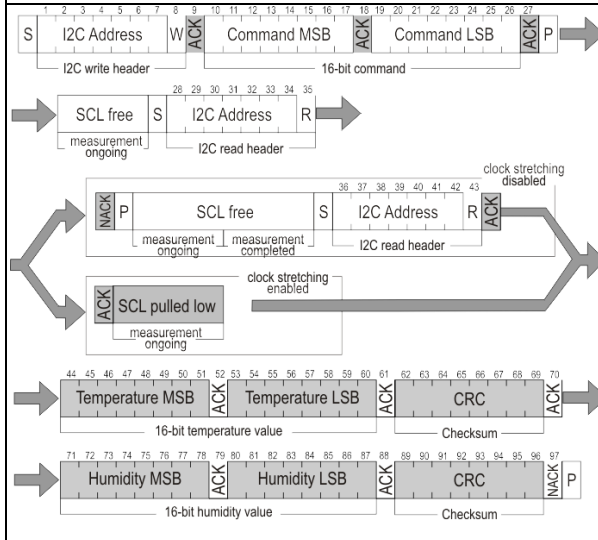 1 2 3 4 5 6 7 8 9 10 11 12 13 14 15 16 17 18 19 20 21 22 23 24 25 26 27
S I2C Address W ACK Command MSB ACK Command LSB ACK P
I2C write header 16-bit command
28 29 30 31 32 33 34 35
SCL free S I2C Address R
measurement
ongoing
I2C read header
clock stretching
disabled
36 37 38 39 40 41 42 43
NACK P SCL free S I2C Address R ACK
measurement
ongoing
measurement
completed
I2C read header
clock stretching
enabled
ACK SCL pulled low
measurement
ongoing
44 45 46 47 48 49 50 51 52 53 54 55 56 57 58 59 60 61 62 63 64 65 66 67 68 69 70
Temperature MSB ACK Temperature LSB ACK CRC ACK
16-bit temperature value Checksum
71 72 73 74 75 76 77 78 79 80 81 82 83 84 85 86 87 88 89 90 91 92 93 94 95 96 97
Humidity MSB ACK Humidity LSB ACK CRC NACK P
16-bit humidity value Checksum